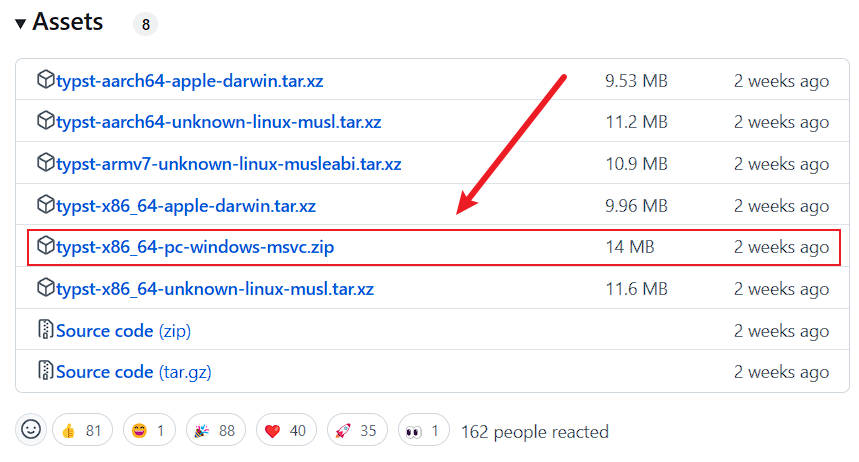 Assets 8
typst-aarch64-apple-darwin.tar.xz 9.53 MB 2 weeks ago
typst-aarch64-unknown-linux-musl.tar.xz 11.2 MB 2 weeks ago
typst-armv7-unknown-linux-musleabi.tar.xz 10.9 MB 2 weeks ago
typst-x86_64-apple-darwin.tar.xz 9.96 MB 2 weeks ago
typst-x86_64-pc-windows-msvc.zip 14 MB 2 weeks ago
typst-x86_64-unknown-linux-musl.tar.xz 11.6 MB 2 weeks ago
Source code (zip) 2 weeks ago
Source code (tar.gz) 2 weeks ago
81 1 88 40 35 1 162 people reacted